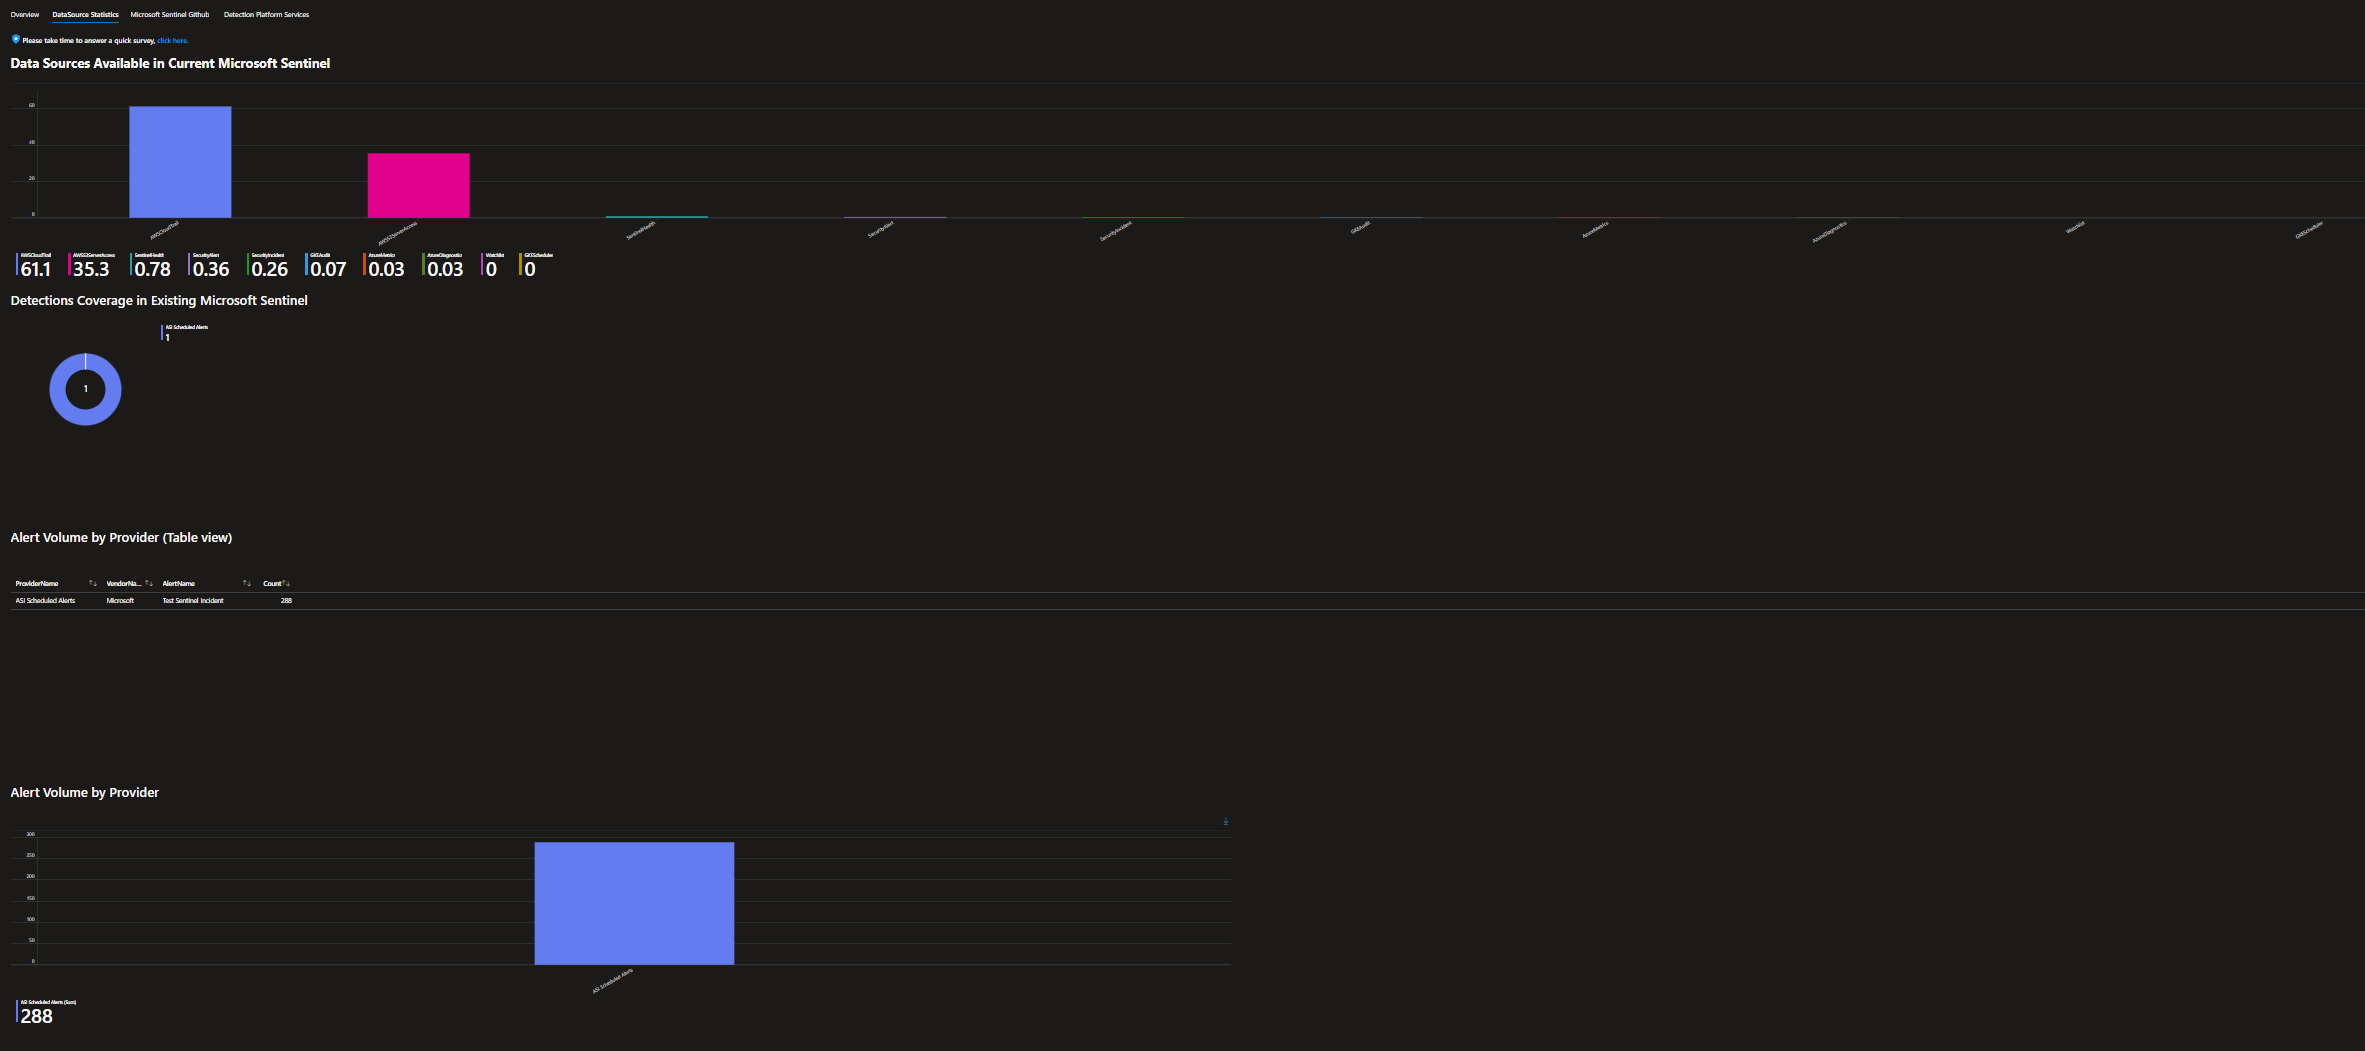 Overview DataSource Statistics Microsoft Sentinel Github Detection Platform Services
Please take time to answer a quick survey, click here.
Data Sources Available in Current Microsoft Sentinel
60
40
20
0
AWSCloudTrail AWSS3ServerAccess SentinelHealth SecurityAlert SecurityIncident GKEAudit AzureMetrics AzureDiagnostics Watchlist GKEScheduler
AWSCloudTrail AWSS3ServerAccess SentinelHealth SecurityAlert SecurityIncident GKEAudit AzureMetrics AzureDiagnostics Watchlist GKEScheduler
61.1 35.3 0.78 0.36 0.26 0.07 0.03 0.03 0 0
Detections Coverage in Existing Microsoft Sentinel
ASI Scheduled Alerts
1
1
Alert Volume by Provider (Table view)
ProviderName VendorNa... AlertName Count
ASI Scheduled Alerts Microsoft Test Sentinel Incident 288
Alert Volume by Provider
300
250
200
150
100
50
0
ASI Scheduled Alerts
ASI Scheduled Alerts (Sum)
288